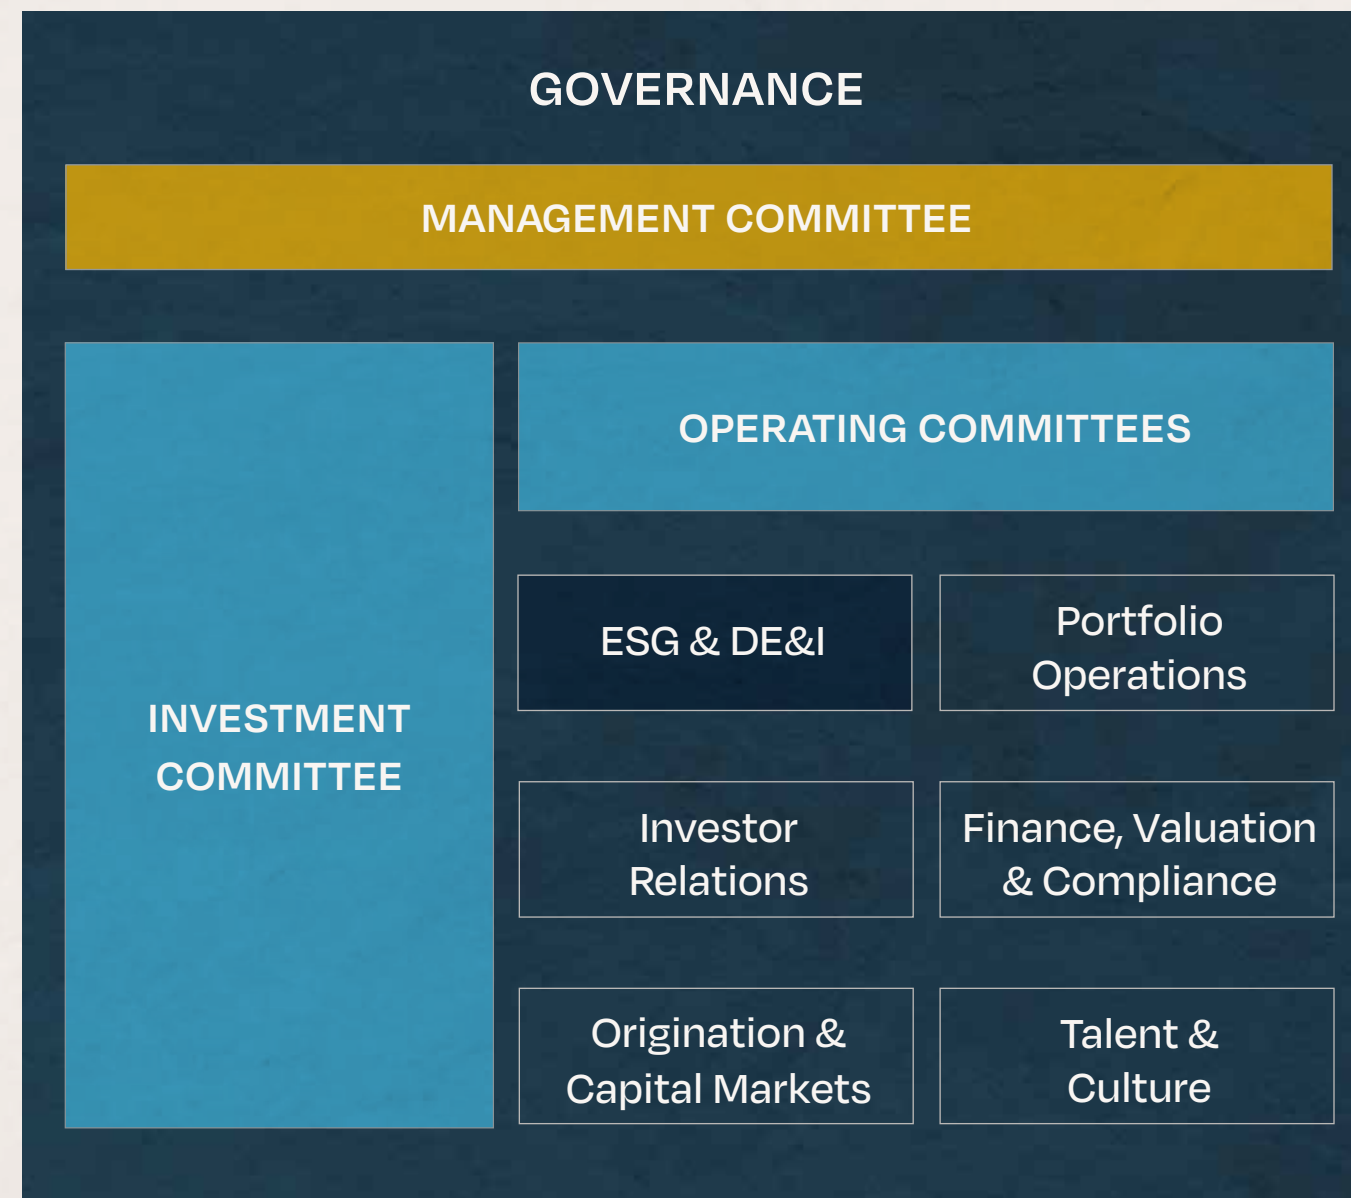 GOVERNANCE
MANAGEMENT COMMITTEE
INVESTMENT
COMMITTEE
OPERATING COMMITTEES
ESG & DE&I
Portfolio
Operations
Investor
Relations
Finance, Valuation
& Compliance
Origination &
Capital Markets
Talent &
Culture